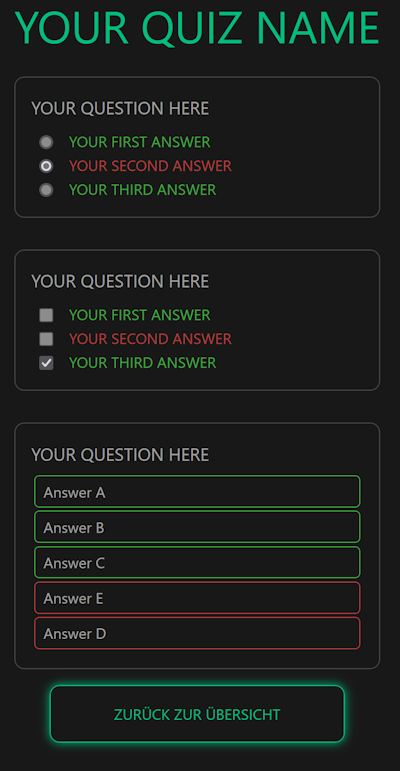 YOUR QUIZ NAME
YOUR QUESTION HERE
YOUR FIRST ANSWER
YOUR SECOND ANSWER
YOUR THIRD ANSWER
YOUR QUESTION HERE
YOUR FIRST ANSWER
YOUR SECOND ANSWER
YOUR THIRD ANSWER
YOUR QUESTION HERE
Answer A
Answer B
Answer C
Answer E
Answer D
ZURÜCK ZUR ÜBERSICHT